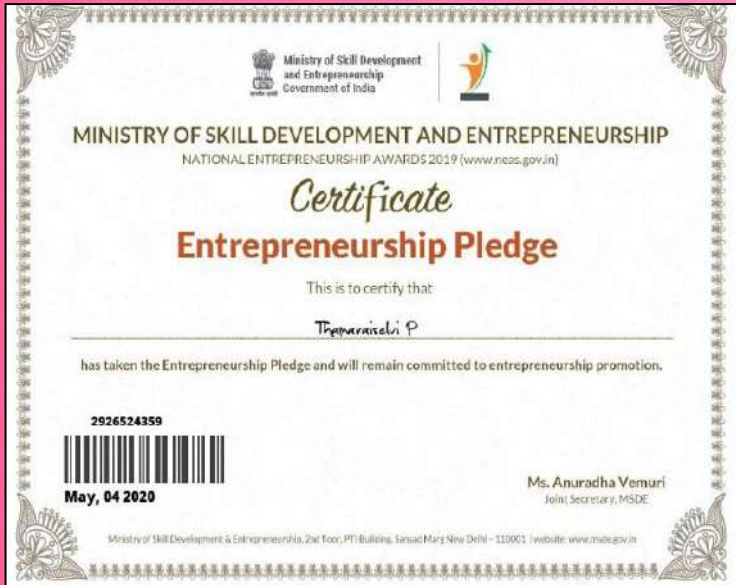 Ministry of Skill Development
and Entrepreneurship
Government of India
MINISTRY OF SKILL DEVELOPMENT AND ENTREPRENEURSHIP
NATIONAL ENTREPRENEURSHIP AWARDS 2019 (www.neas.gov.in)
Certificate
Entrepreneurship Pledge
This is to certify that
Thamaraiselvi P
has taken the Entrepreneurship Pledge and will remain committed to entrepreneurship promotion.
2926524359
May, 04 2020
Ms. Anuradha Vemuri
Joint Secretary, MSDE
Ministry of Skill Development & Entrepreneurship, 2nd floor, PTI Building, Sansad Marg New Delhi - 110001 | website: www.msde.gov.in